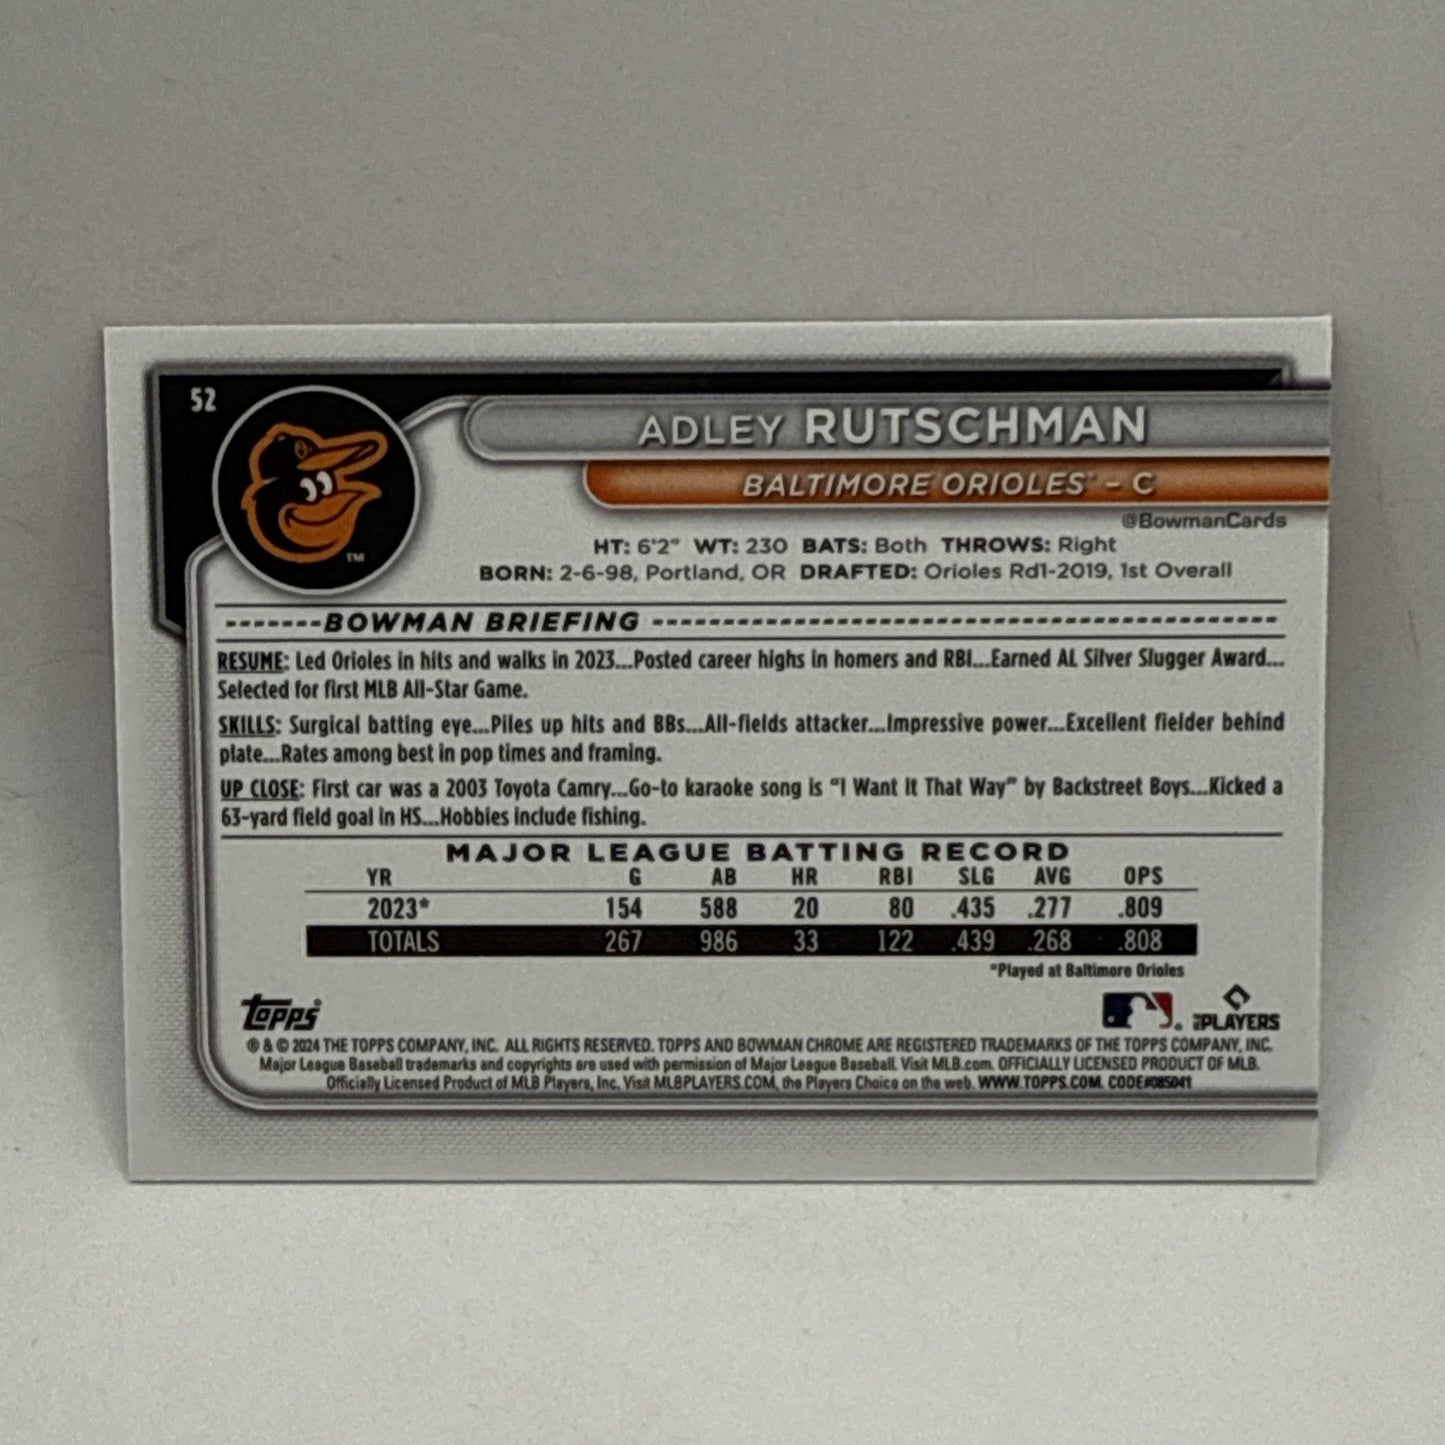 52
ADLEY RUTSCHMAN
BALTIMORE ORIOLES™ – C
@BowmanCards
HT: 6'2" WT: 230 BATS: Both THROWS: Right
BORN: 2-6-98, Portland, OR DRAFTED: Orioles Rd1-2019, 1st Overall
TM
BOWMAN BRIEFING
RESUME: Led Orioles in hits and walks in 2023...Posted career highs in homers and RBI...Earned AL Silver Slugger Award...
Selected for first MLB All-Star Game.
SKILLS: Surgical batting eye...Piles up hits and BBs...All-fields attacker...Impressive power...Excellent fielder behind
plate...Rates among best in pop times and framing.
UP CLOSE: First car was a 2003 Toyota Camry...Go-to karaoke song is “I Want It That Way” by Backstreet Boys...Kicked a
63-yard field goal in HS...Hobbies include fishing.
MAJOR LEAGUE BATTING RECORD
YR G AB HR RBI SLG AVG OPS
2023* 154 588 20 80 .435 .277 .809
TOTALS 267 986 33 122 .439 .268 .808
*Played at Baltimore Orioles
Topps®
PLAYERS
® & © 2024 THE TOPPS COMPANY, INC. ALL RIGHTS RESERVED. TOPPS AND BOWMAN CHROME ARE REGISTERED TRADEMARKS OF THE TOPPS COMPANY, INC.
Major League Baseball trademarks and copyrights are used with permission of Major League Baseball. Visit MLB.com. OFFICIALLY LICENSED PRODUCT OF MLB.
Officially Licensed Product of MLB Players, Inc. Visit MLBPLAYERS.COM, the Players Choice on the web. WWW.TOPPS.COM. CODE#085041